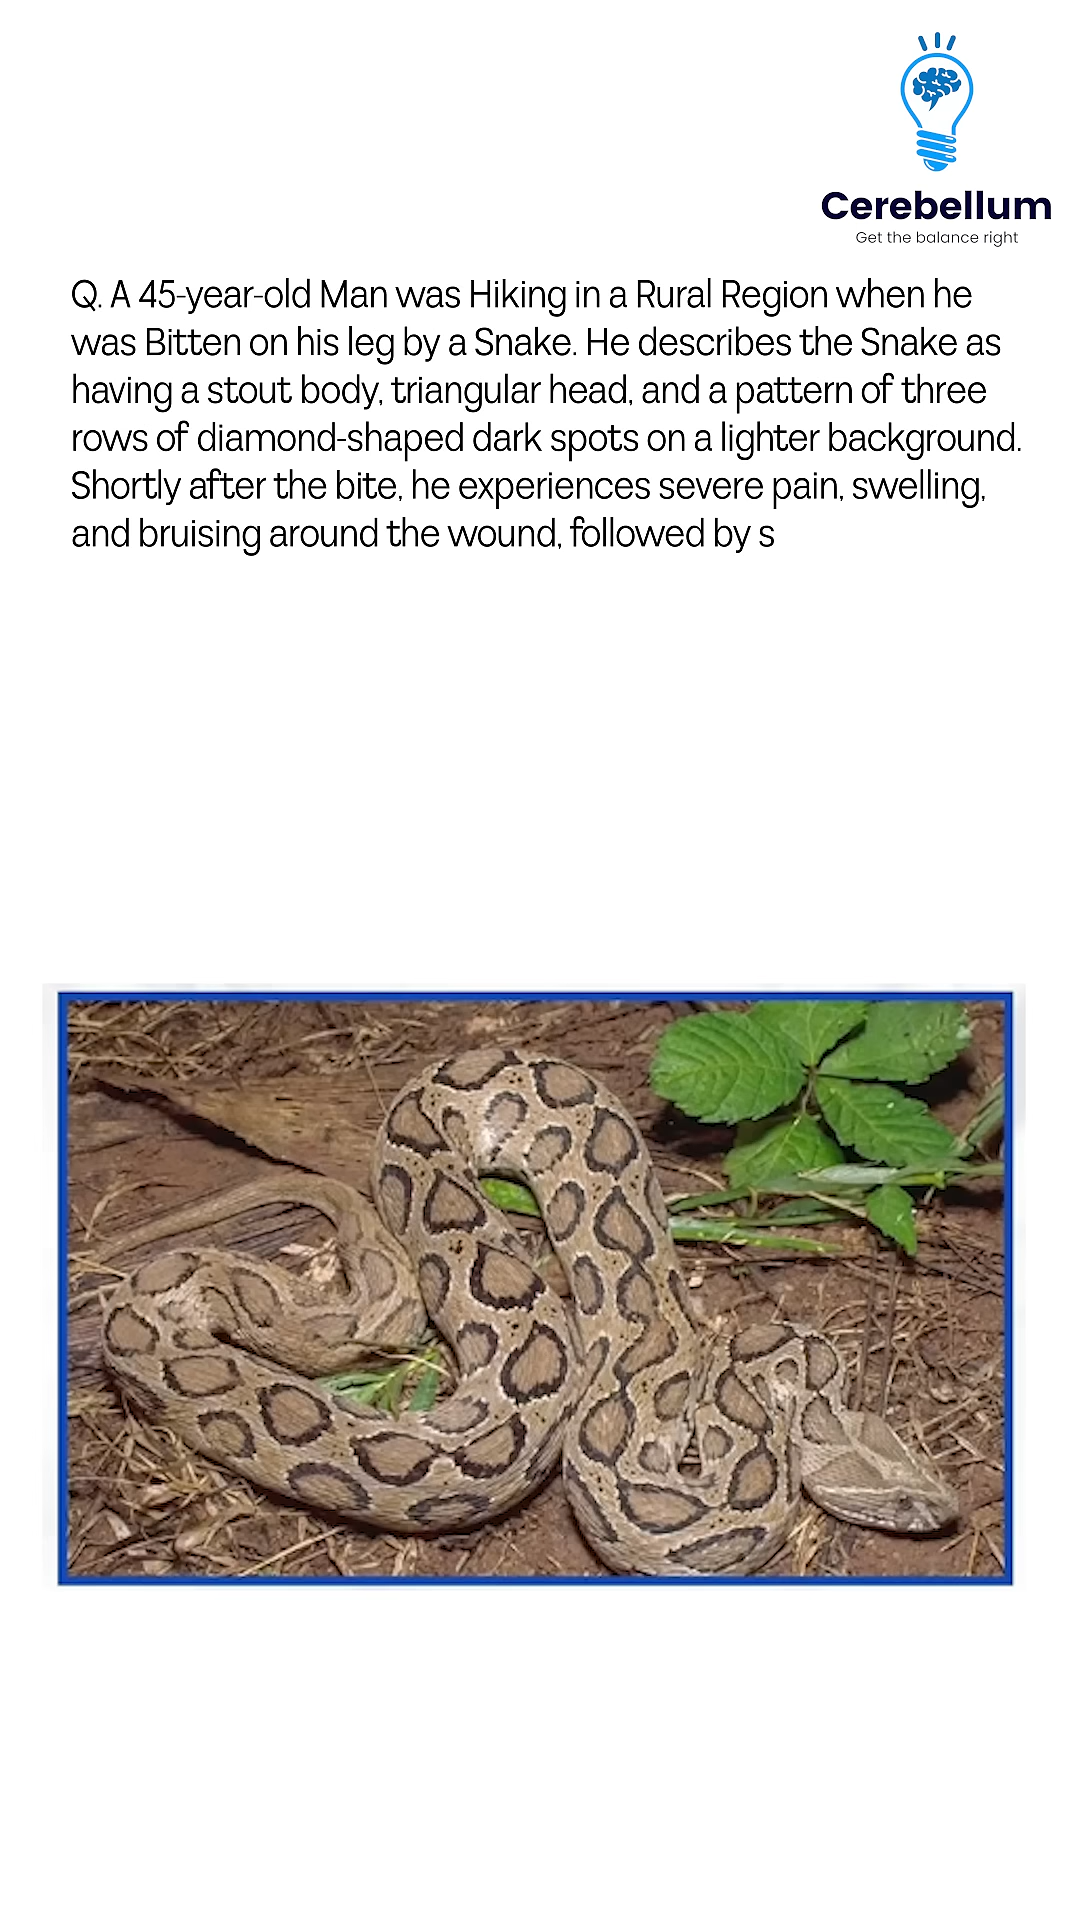 Cerebellum
Get the balance right
Q. A 45-year-old Man was Hiking in a Rural Region when he
was Bitten on his leg by a Snake. He describes the Snake as
having a stout body, triangular head, and a pattern of three
rows of diamond-shaped dark spots on a lighter background.
Shortly after the bite, he experiences severe pain, swelling,
and bruising around the wound, followed by s